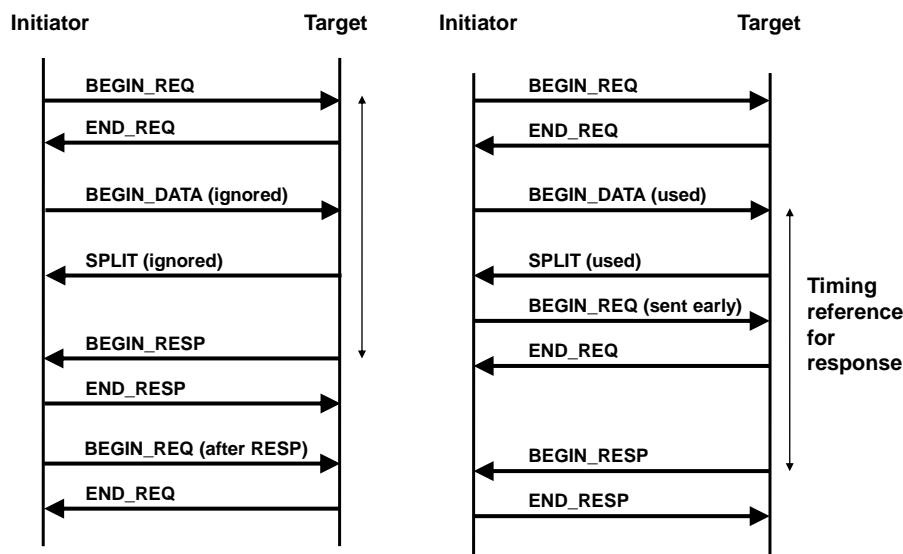 Initiator
Target
BEGIN_REQ
END_REQ
BEGIN_DATA (ignored)
SPLIT (ignored)
BEGIN_RESP
END_RESP
BEGIN_REQ (after RESP)
END_REQ
Initiator
Target
BEGIN_REQ
END_REQ
BEGIN_DATA (used)
SPLIT (used)
BEGIN_REQ (sent early)
END_REQ
BEGIN_RESP
END_RESP
Timing
reference
for
response